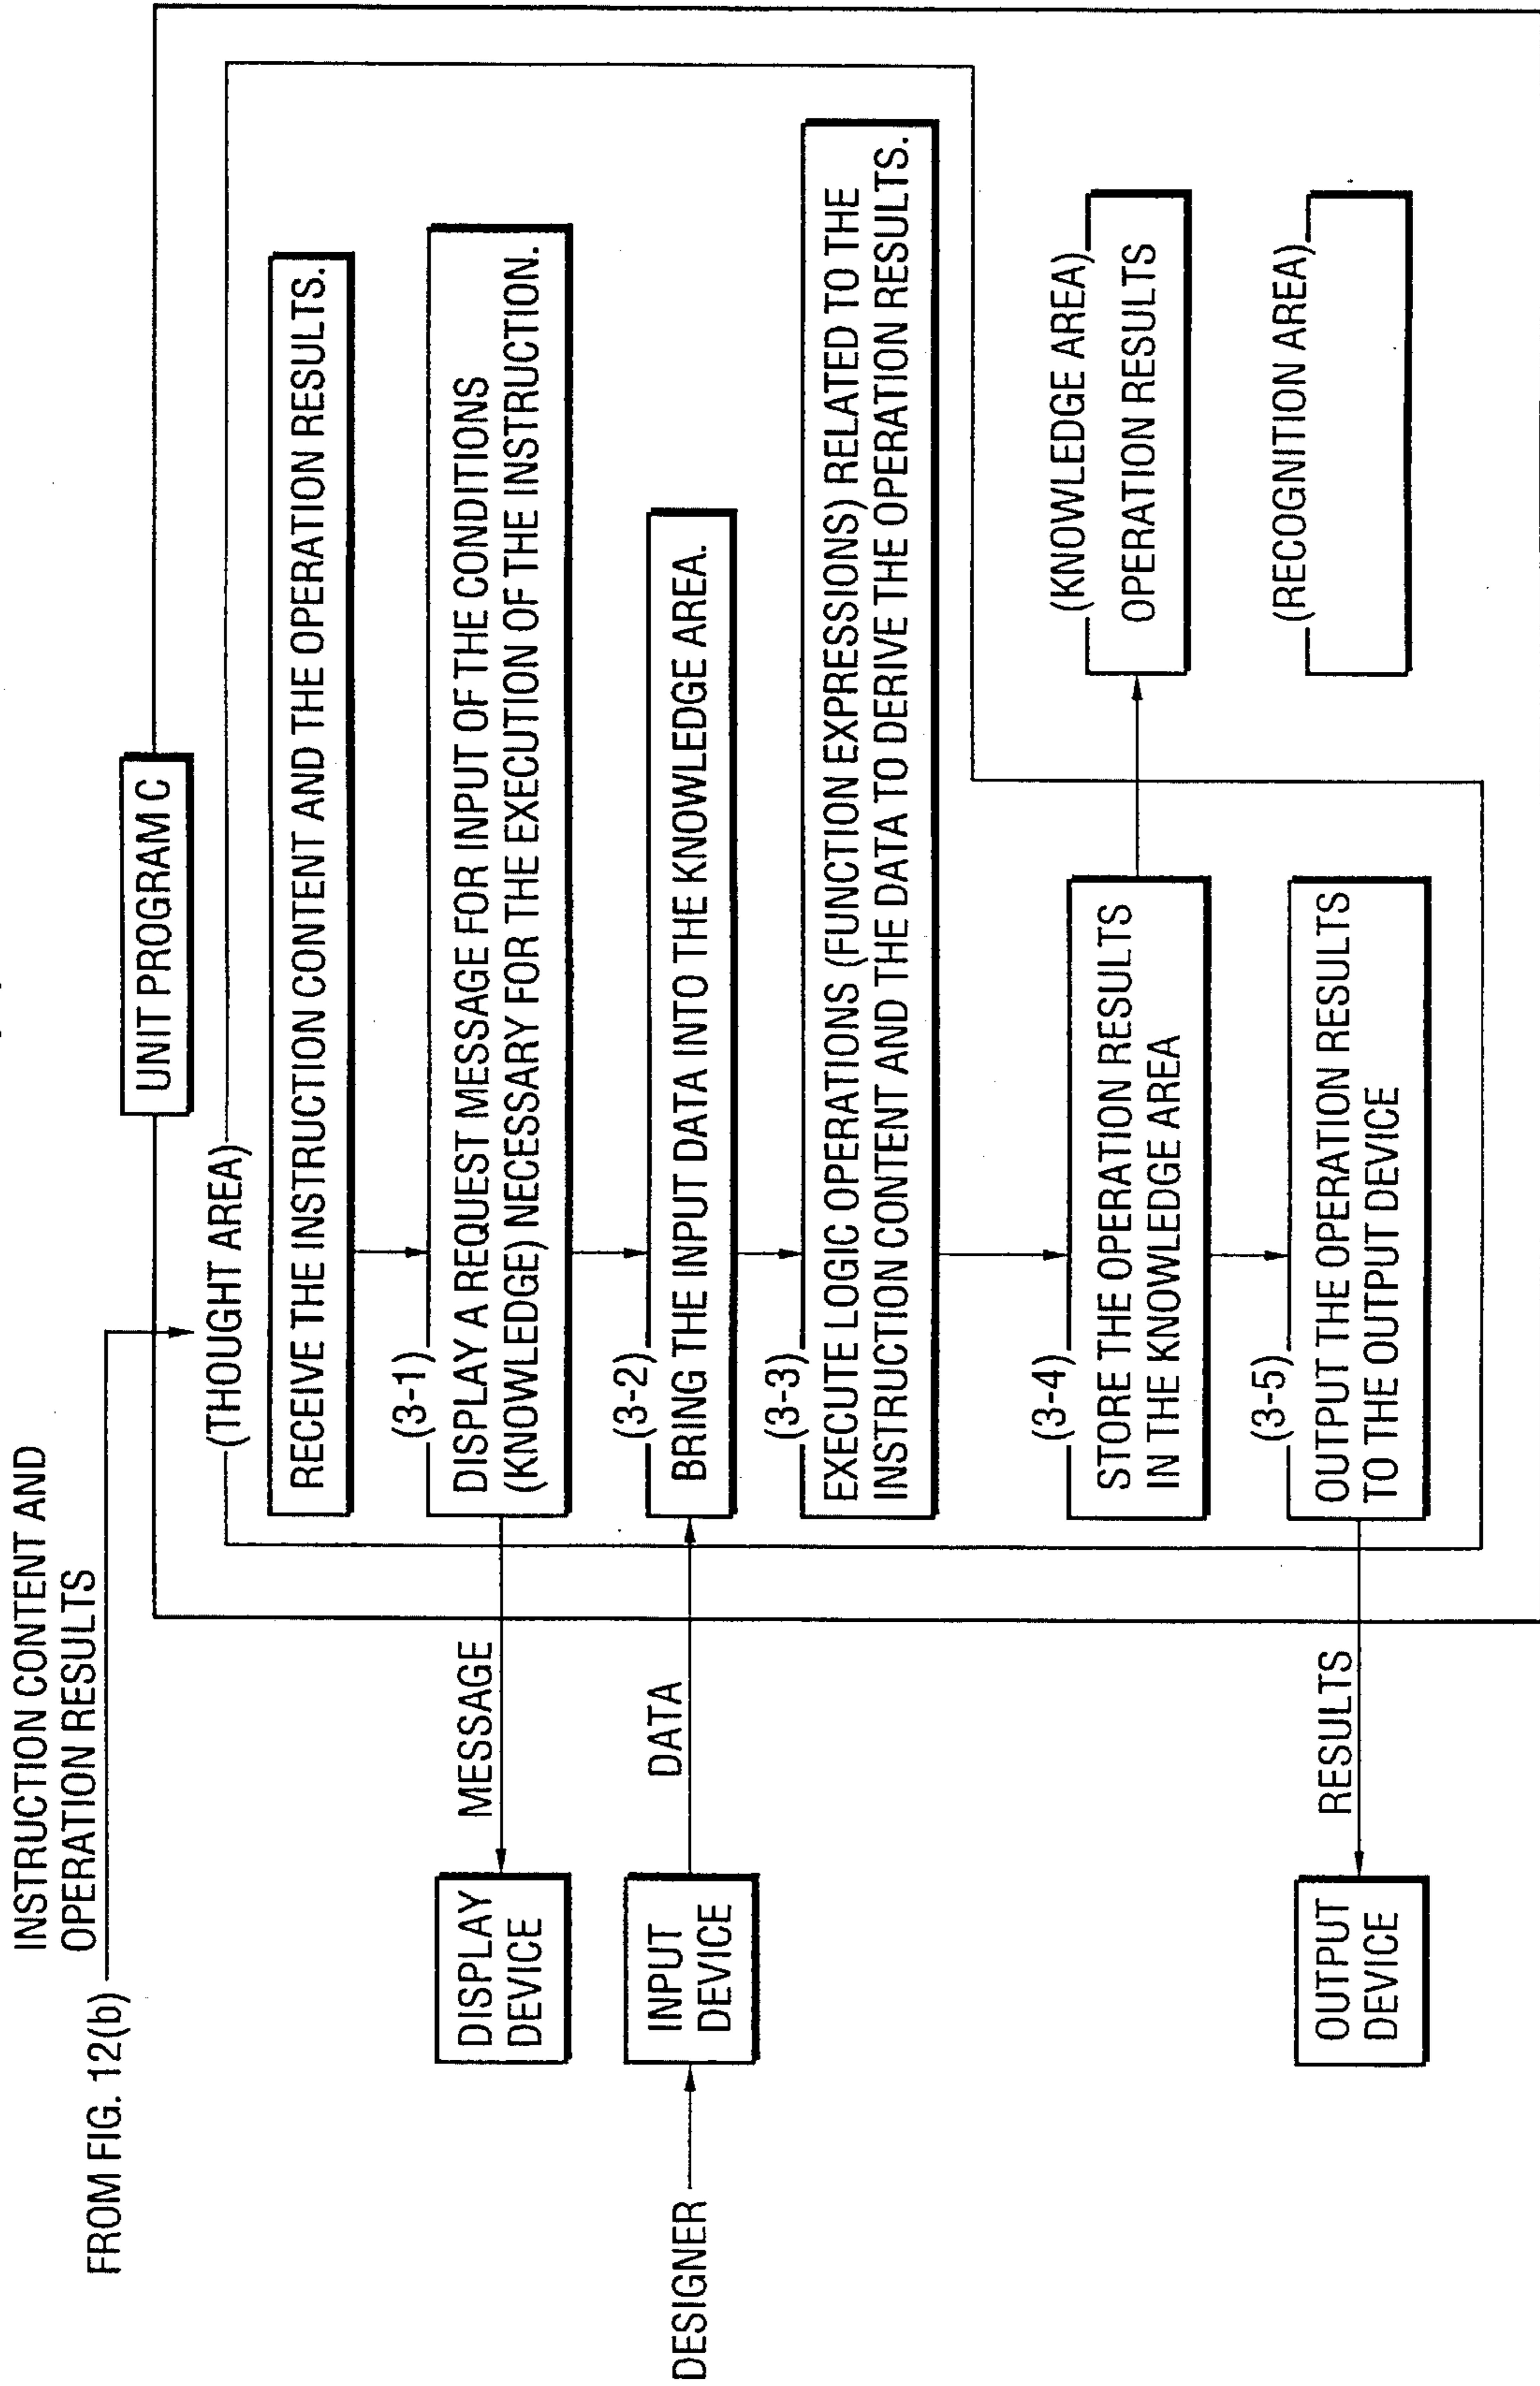 INSTRUCTION CONTENT AND
OPERATION RESULTS
FROM FIG. 12(b)
UNIT PROGRAM C
(THOUGHT AREA)
RECEIVE THE INSTRUCTION CONTENT AND THE OPERATION RESULTS.
(3-1)
DISPLAY A REQUEST MESSAGE FOR INPUT OF THE CONDITIONS
(KNOWLEDGE) NECESSARY FOR THE EXECUTION OF THE INSTRUCTION.
MESSAGE
DISPLAY
DEVICE
(3-2)
BRING THE INPUT DATA INTO THE KNOWLEDGE AREA.
DATA
INPUT
DEVICE
DESIGNER
(3-3)
EXECUTE LOGIC OPERATIONS (FUNCTION EXPRESSIONS) RELATED TO THE
INSTRUCTION CONTENT AND THE DATA TO DERIVE THE OPERATION RESULTS.
(3-4)
STORE THE OPERATION RESULTS
IN THE KNOWLEDGE AREA
(KNOWLEDGE AREA)
OPERATION RESULTS
(3-5)
OUTPUT THE OPERATION RESULTS
TO THE OUTPUT DEVICE
(RECOGNITION AREA)
RESULTS
OUTPUT
DEVICE